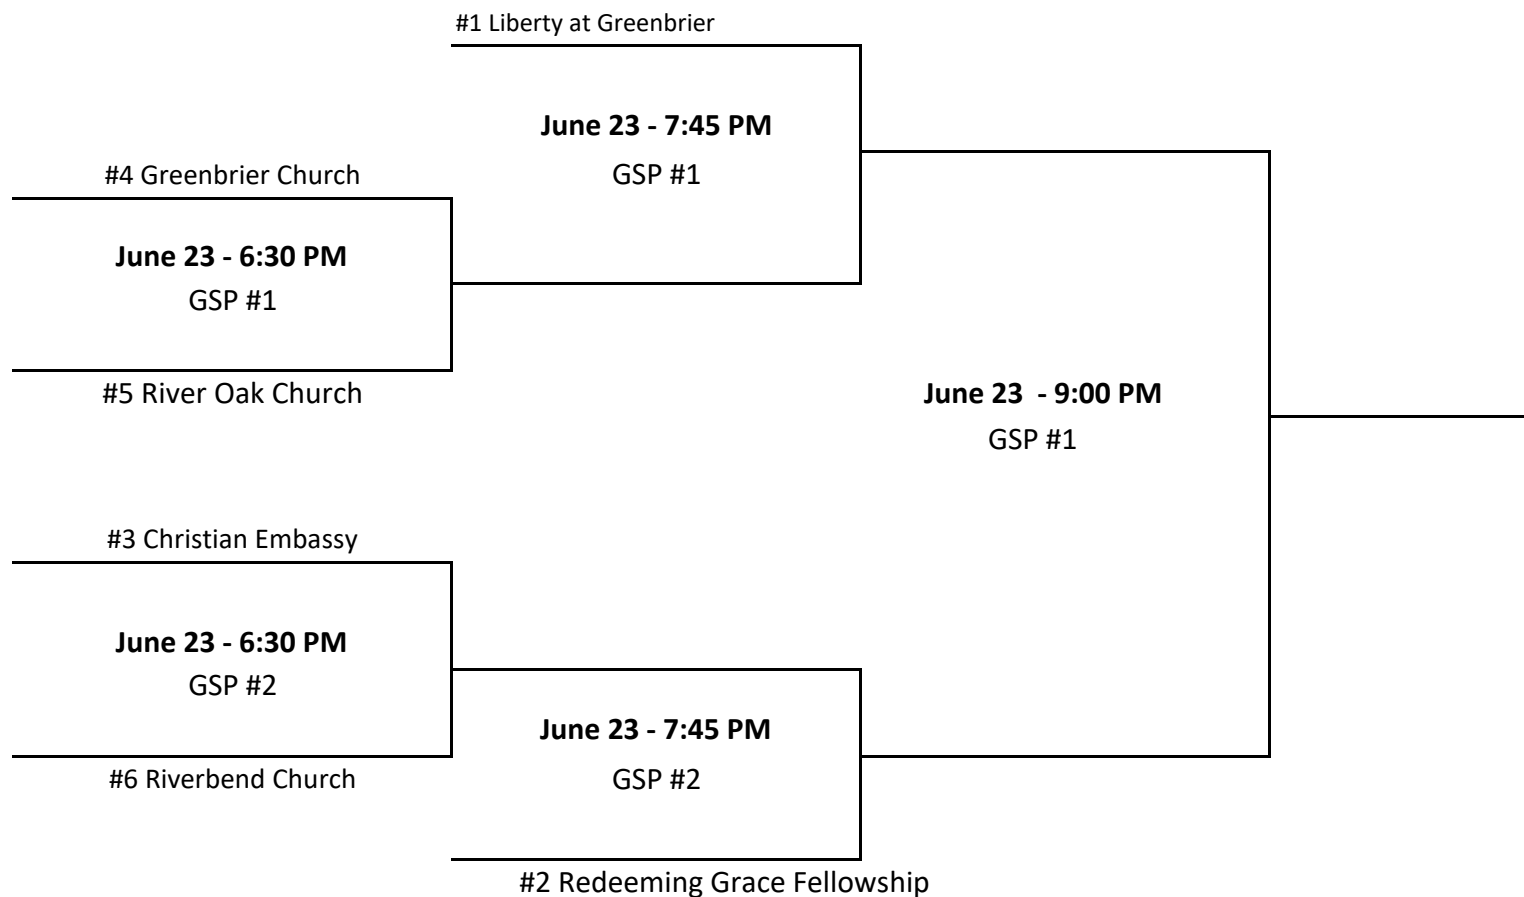 #1 Liberty at Greenbrier
June 23 - 7:45 PM
GSP #1
#4 Greenbrier Church
June 23 - 6:30 PM
GSP #1
#5 River Oak Church
June 23  - 9:00 PM
GSP #1
#3 Christian Embassy
June 23 - 6:30 PM
GSP #2
#6 Riverbend Church
June 23 - 7:45 PM
GSP #2
#2 Redeeming Grace Fellowship